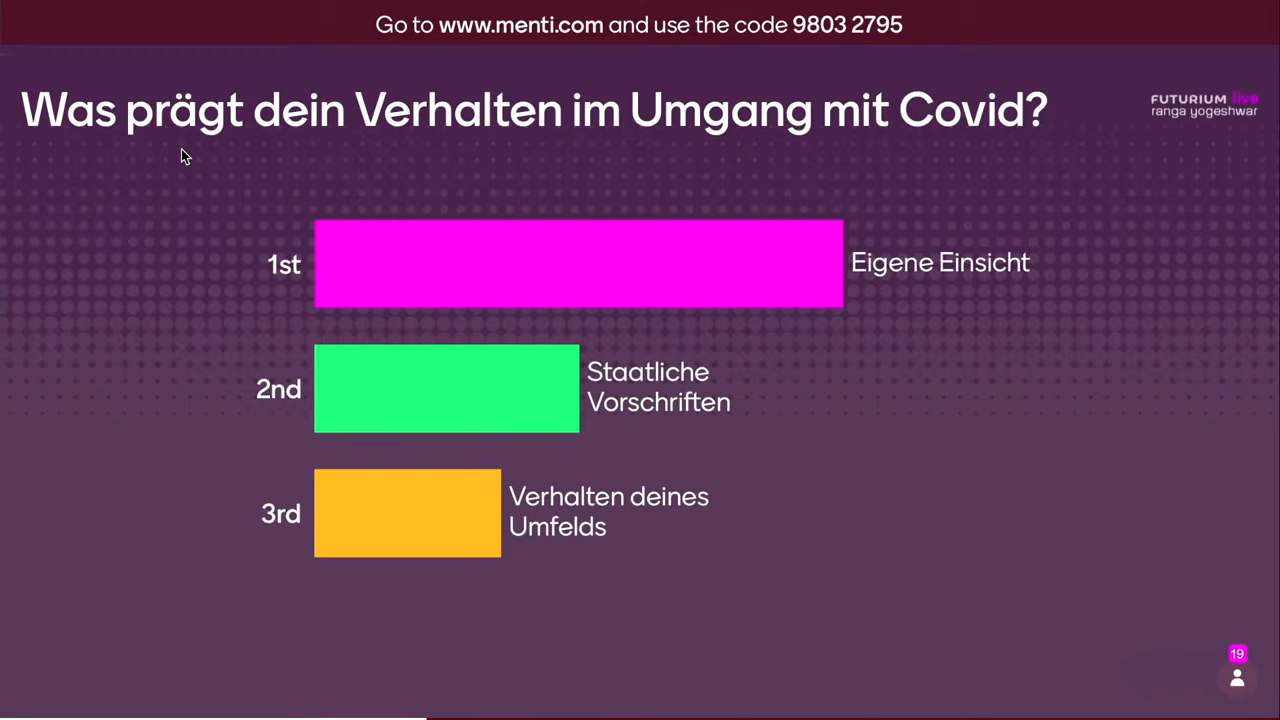 Go to www.menti.com and use the code 9803 2795
Was prägt dein Verhalten im Umgang mit Covid?
FUTURIUM live
ranga yogeshwar
1st
Eigene Einsicht
2nd
Staatliche
Vorschriften
3rd
Verhalten deines
Umfelds
19